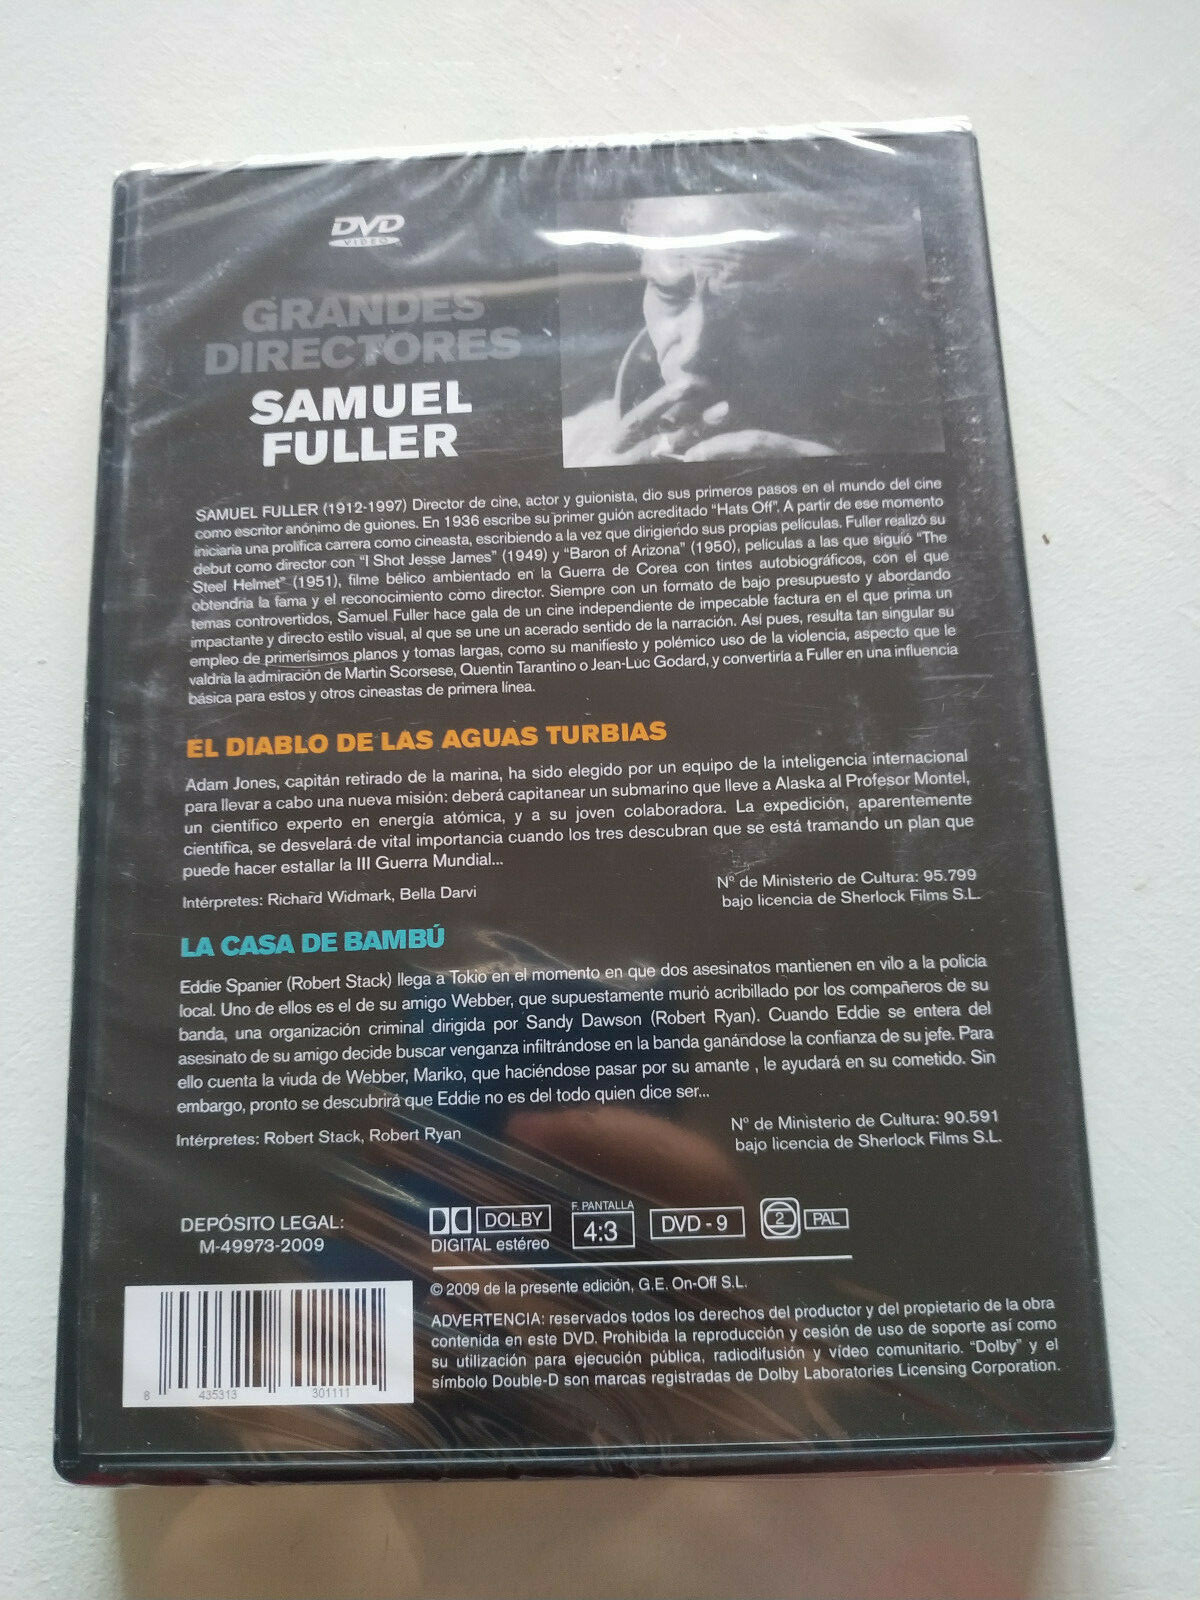 DVD
VIDEO
GRANDES
DIRECTORES
SAMUEL
FULLER
SAMUEL FULLER (1912-1997) Director de cine, actor y guionista, dio sus primeros pasos en el mundo del cine
como escritor anónimo de guiones. En 1936 escribe su primer guión acreditado "Hats Off". A partir de ese momento
iniciaría una prolífica carrera como cineasta, escribiendo a la vez que dirigiendo sus propias películas. Fuller realizó su
debut como director con "I Shot Jesse James" (1949) y "Baron of Arizona" (1950), películas a las que siguió "The
Steel Helmet" (1951), filme bélico ambientado en la Guerra de Corea con tintes autobiográficos, con el que
obtendría la fama y el reconocimiento como director. Siempre con un formato de bajo presupuesto y abordando
temas controvertidos, Samuel Fuller hace gala de un cine independiente de impecable factura en el que prima un
impactante y directo estilo visual, al que se une un acerado sentido de la narración. Así pues, resulta tan singular su
empleo de primerísimos planos y tomas largas, como su manifiesto y polémico uso de la violencia, aspecto que le
valdría la admiración de Martin Scorsese, Quentin Tarantino o Jean-Luc Godard, y convertiría a Fuller en una influencia
básica para estos y otros cineastas de primera línea.
EL DIABLO DE LAS AGUAS TURBIAS
Adam Jones, capitán retirado de la marina, ha sido elegido por un equipo de la inteligencia internacional
para llevar a cabo una nueva misión: deberá capitanear un submarino que lleve a Alaska al Profesor Montel,
un científico experto en energía atómica, y a su joven colaboradora. La expedición, aparentemente
científica, se desvelará de vital importancia cuando los tres descubran que se está tramando un plan que
puede hacer estallar la III Guerra Mundial...
Intérpretes: Richard Widmark, Bella Darvi
Nº de Ministerio de Cultura: 95.799
bajo licencia de Sherlock Films S.L.
LA CASA DE BAMBÚ
Eddie Spanier (Robert Stack) llega a Tokio en el momento en que dos asesinatos mantienen en vilo a la policía
local. Uno de ellos es el de su amigo Webber, que supuestamente murió acribillado por los compañeros de su
banda, una organización criminal dirigida por Sandy Dawson (Robert Ryan). Cuando Eddie se entera del
asesinato de su amigo decide buscar venganza infiltrándose en la banda ganándose la confianza de su jefe. Para
ello cuenta la viuda de Webber, Mariko, que haciéndose pasar por su amante , le ayudará en su cometido. Sin
embargo, pronto se descubrirá que Eddie no es del todo quien dice ser...
Intérpretes: Robert Stack, Robert Ryan
Nº de Ministerio de Cultura: 90.591
bajo licencia de Sherlock Films S.L.
DEPÓSITO LEGAL:
M-49973-2009
DOLBY
DIGITAL estéreo
F. PANTALLA
4:3
DVD - 9
2
PAL
© 2009 de la presente edición, G.E. On-Off S.L.
ADVERTENCIA: reservados todos los derechos del productor y del propietario de la obra
contenida en este DVD. Prohibida la reproducción y cesión de uso de soporte así como
su utilización para ejecución pública, radiodifusión y vídeo comunitario. "Dolby" y el
símbolo Double-D son marcas registradas de Dolby Laboratories Licensing Corporation.
8 435313 301111